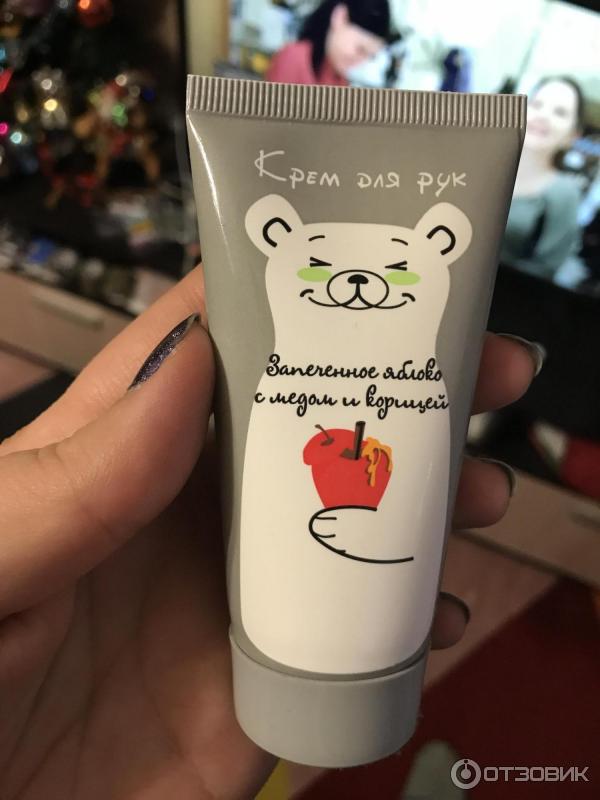 Крем для рук
Запеченное яблоко
с медом и корицей
ОТЗОВИК